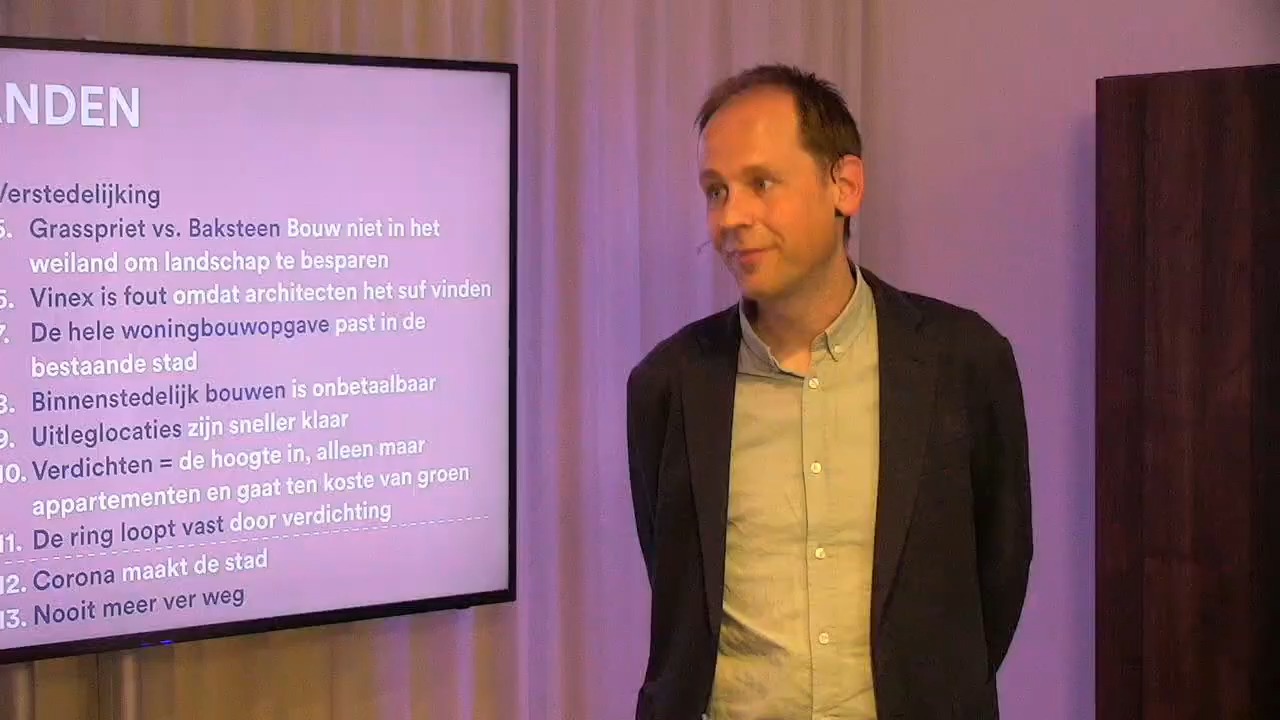 ANDEN
Verstedelijking
5. Grasspriet vs. Baksteen Bouw niet in het
weiland om landschap te besparen
6. Vinex is fout omdat architecten het suf vinden
7. De hele woningbouwopgave past in de
bestaande stad
8. Binnenstedelijk bouwen is onbetaalbaar
9. Uitleglocaties zijn sneller klaar
10. Verdichten = de hoogte in, alleen maar
appartementen en gaat ten koste van groen
11. De ring loopt vast door verdichting
12. Corona maakt de stad
13. Nooit meer ver weg